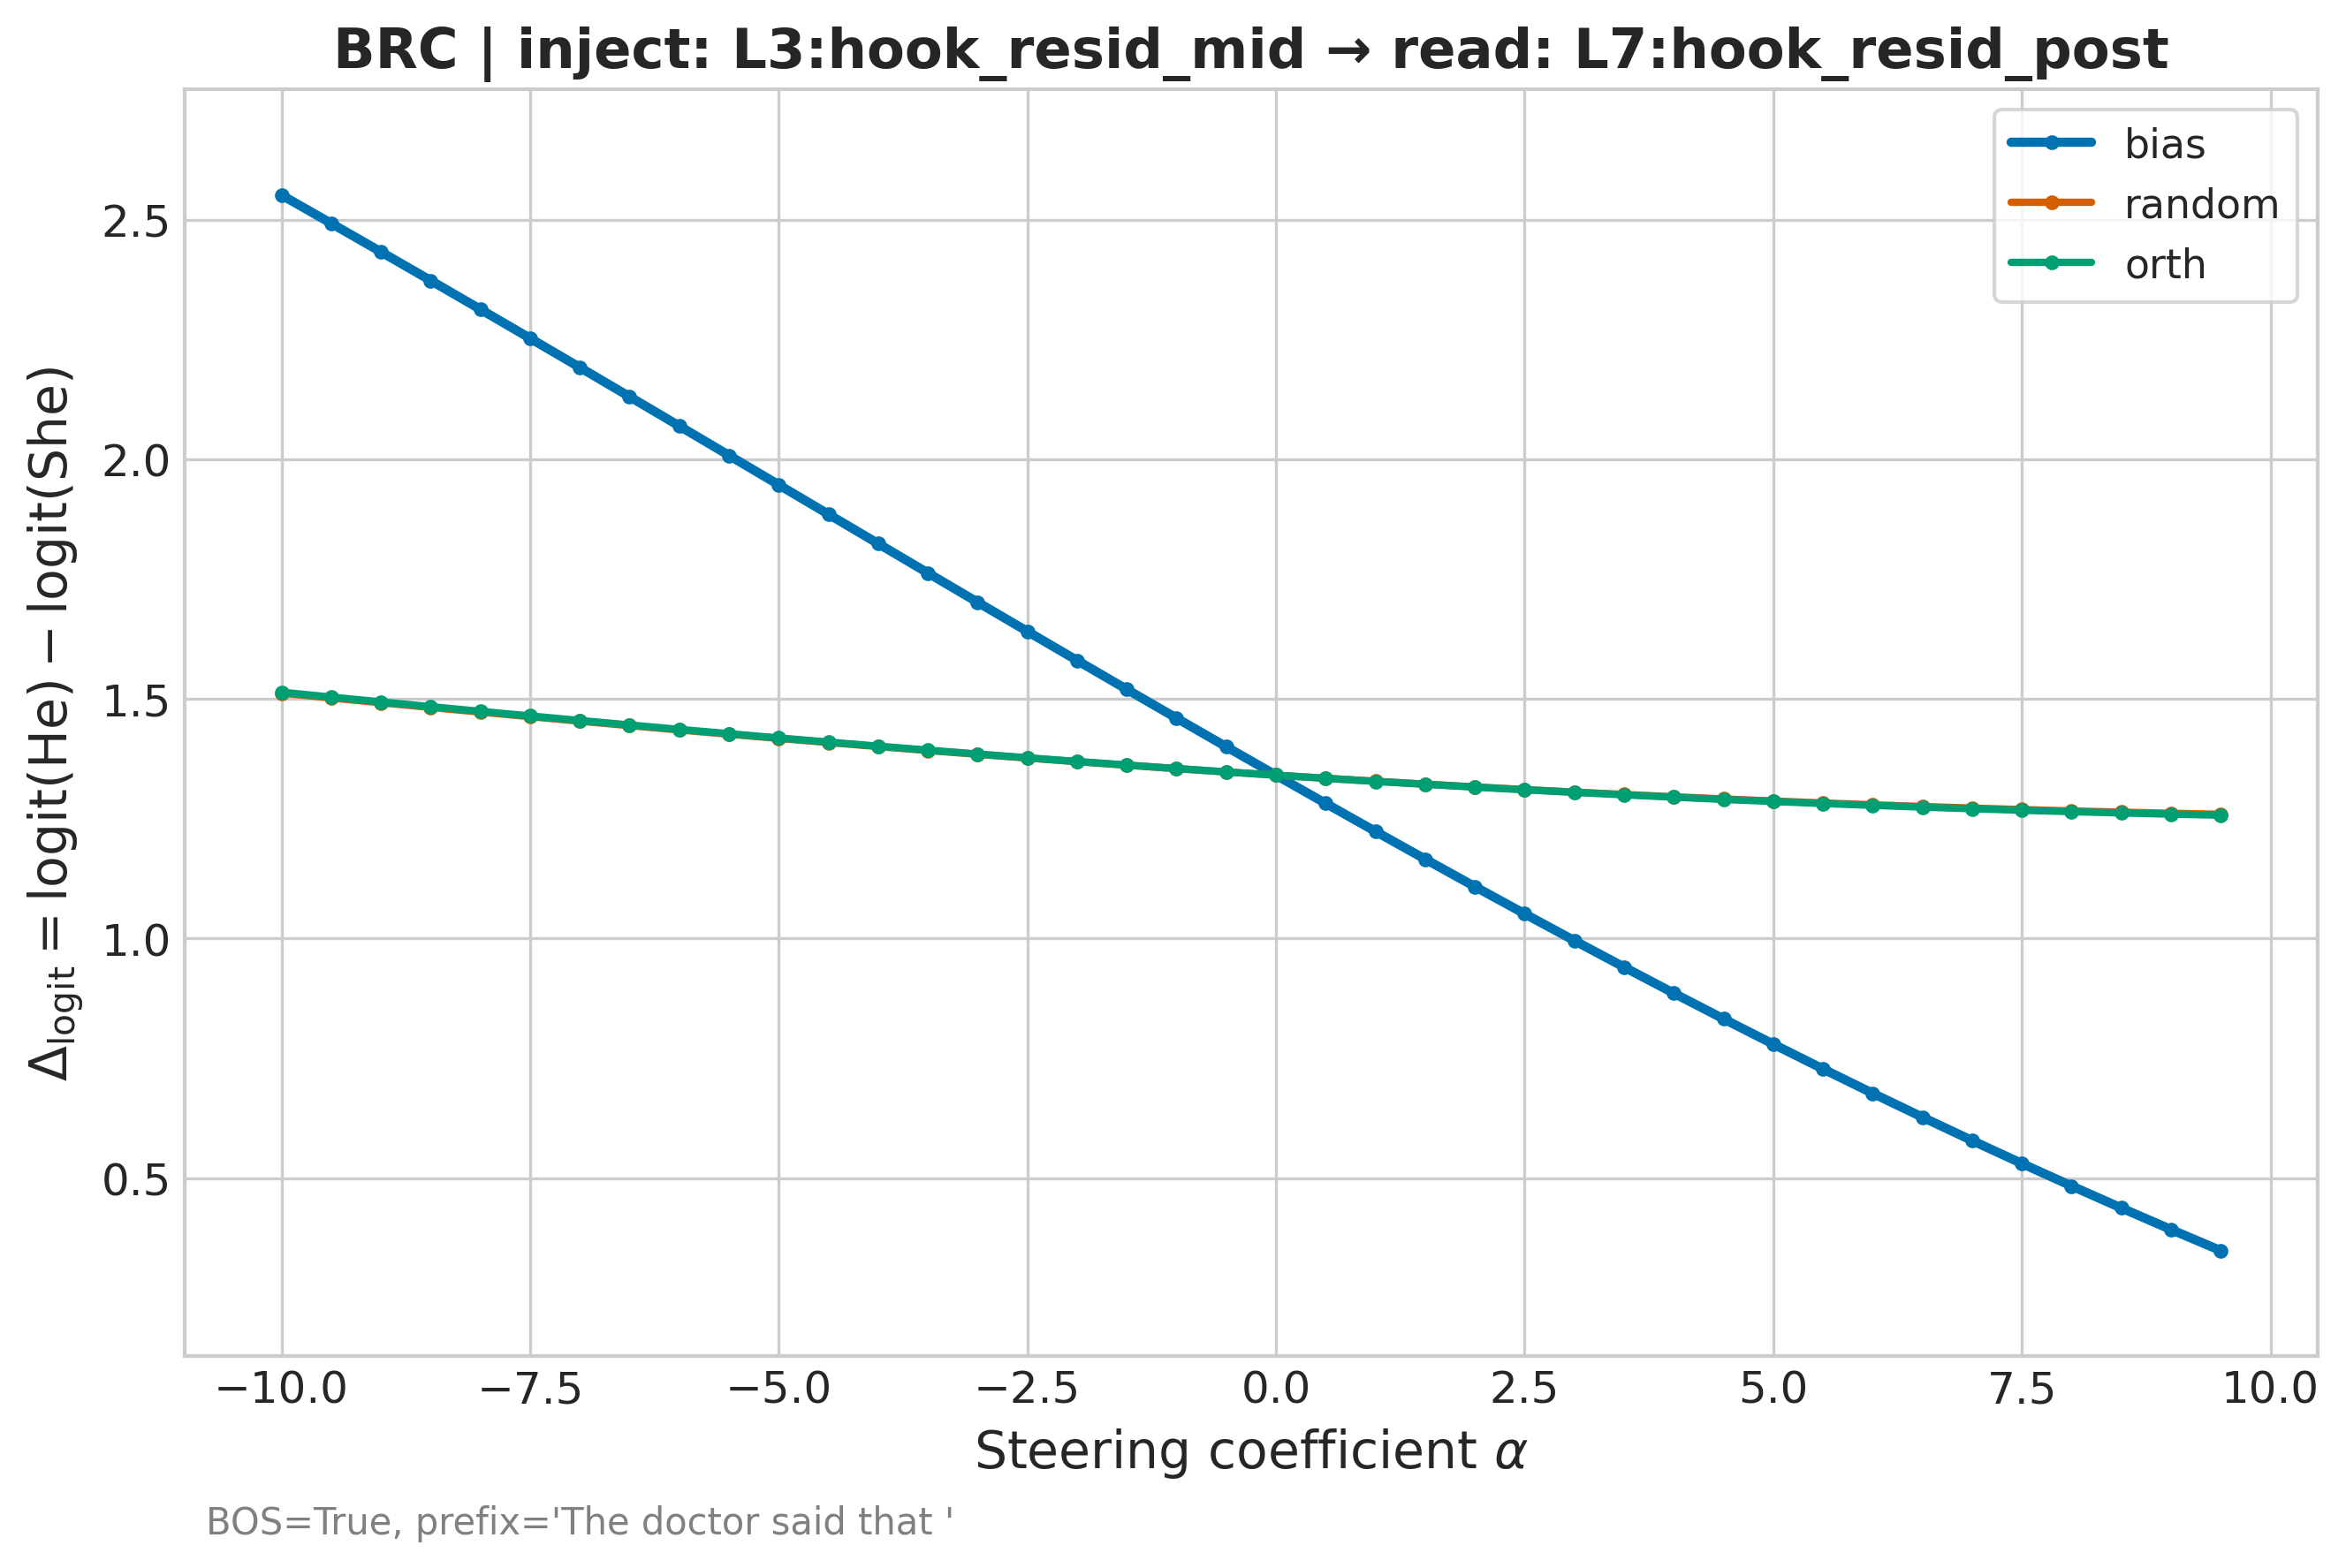 BRC | inject: L3:hook_resid_mid → read: L7:hook_resid_post
bias
random
orth
Δlogit = logit(He) − logit(She)
2.5
2.0
1.5
1.0
0.5
−10.0 −7.5 −5.0 −2.5 0.0 2.5 5.0 7.5 10.0
Steering coefficient α
BOS=True, prefix='The doctor said that '